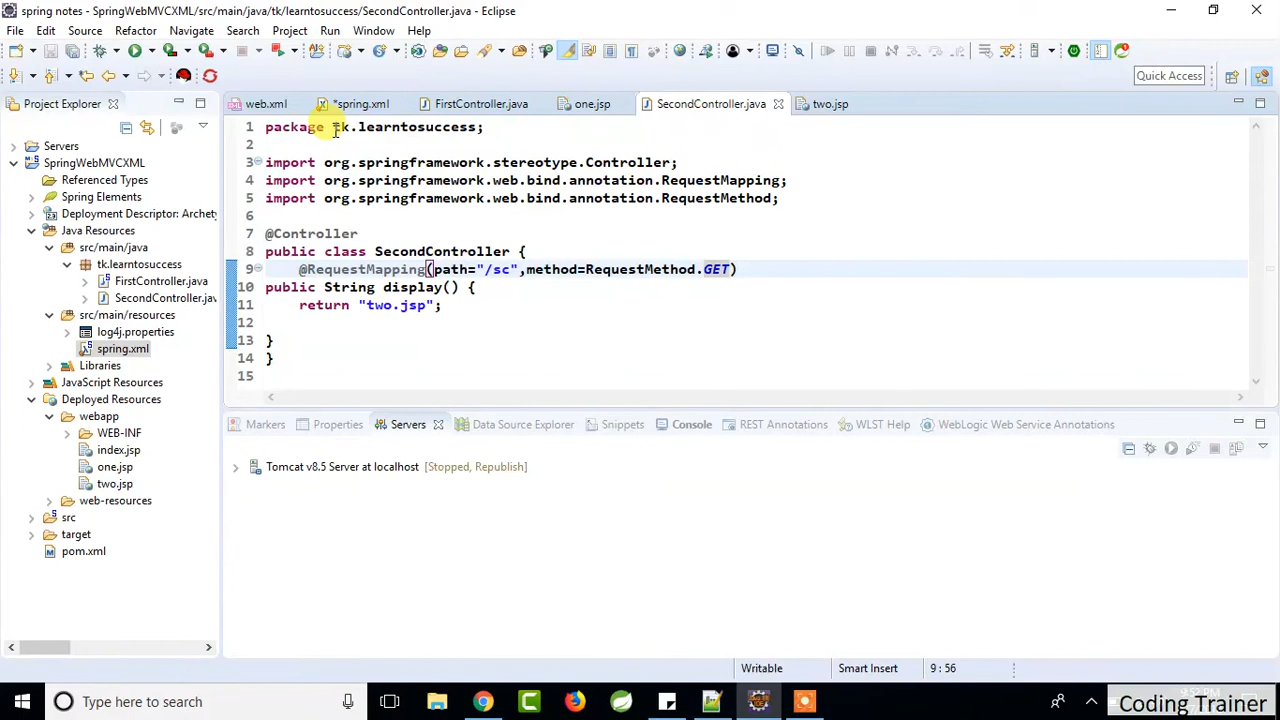 spring notes - SpringWebMVCXML/src/main/java/tk/learntosuccess/SecondController.java - Eclipse
File Edit Source Refactor Navigate Search Project Run Window Help
Quick Access
Project Explorer
web.xml *spring.xml FirstController.java one.jsp SecondController.java two.jsp
Servers
SpringWebMVCXML
Referenced Types
Spring Elements
Deployment Descriptor: Archety
Java Resources
src/main/java
tk.learntosuccess
FirstController.java
SecondController.jav
src/main/resources
log4j.properties
spring.xml
Libraries
JavaScript Resources
Deployed Resources
webapp
WEB-INF
index.jsp
one.jsp
two.jsp
web-resources
src
target
pom.xml
1 package tk.learntosuccess;
2
3 import org.springframework.stereotype.Controller;
4 import org.springframework.web.bind.annotation.RequestMapping;
5 import org.springframework.web.bind.annotation.RequestMethod;
6
7 @Controller
8 public class SecondController {
9 @RequestMapping(path="/sc",method=RequestMethod.GET)
10 public String display() {
11 return "two.jsp";
12
13 }
14 }
15
Markers Properties Servers Data Source Explorer Snippets Console REST Annotations WLST Help WebLogic Web Service Annotations
Tomcat v8.5 Server at localhost [Stopped, Republish]
Writable Smart Insert 9 : 56
Type here to search
Coding Trainer